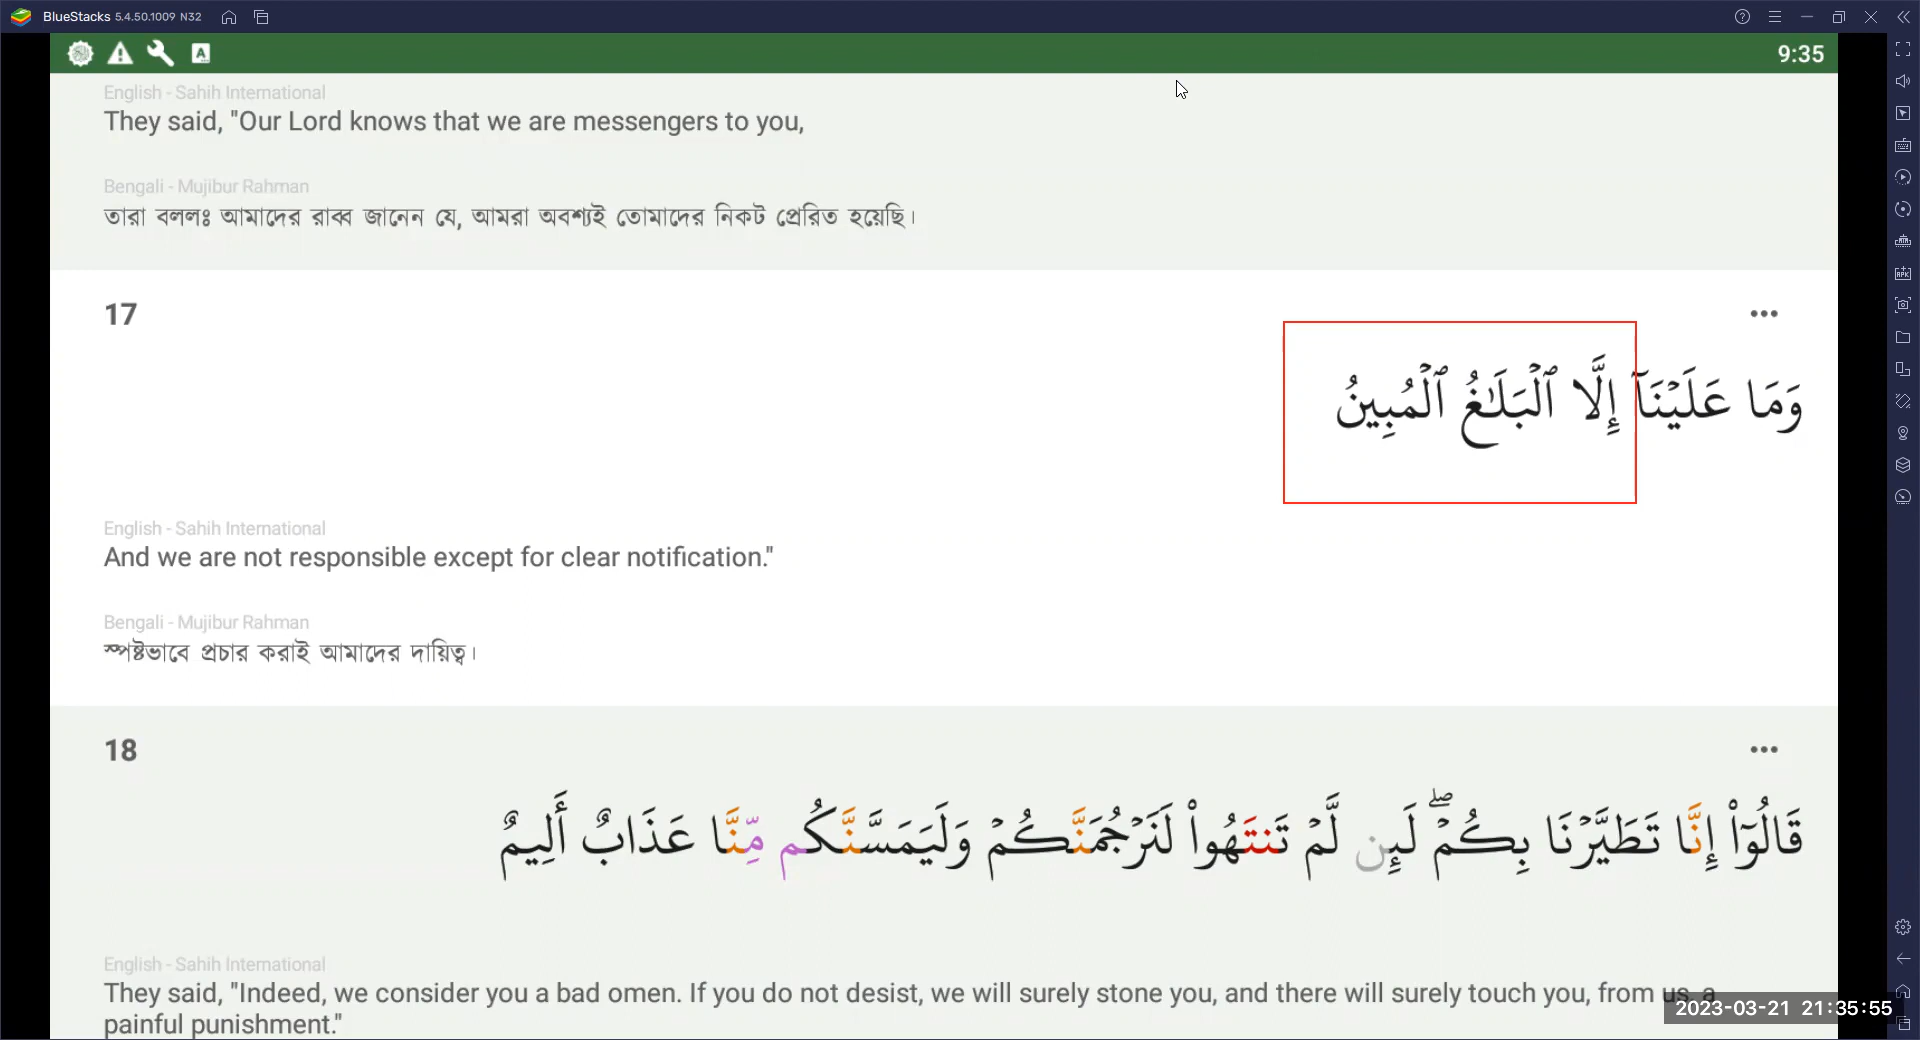 BlueStacks 5.4.50.1009 N32
9:35
English - Sahih International
They said, "Our Lord knows that we are messengers to you,
Bengali - Mujibur Rahman
তারা বললঃ আমাদের রাব্ব জানেন যে, আমরা অবশ্যই তোমাদের নিকট প্রেরিত হয়েছি।
17
وَمَا عَلَيْنَآ إِلَّا ٱلْبَلَـٰغُ ٱلْمُبِينُ
English - Sahih International
And we are not responsible except for clear notification."
Bengali - Mujibur Rahman
স্পষ্টভাবে প্রচার করাই আমাদের দায়িত্ব।
18
قَالُوٓا۟ إِنَّا تَطَيَّرْنَا بِكُمْ ۖ لَئِن لَّمْ تَنتَهُوا۟ لَنَرْجُمَنَّكُمْ وَلَيَمَسَّنَّكُم مِّنَّا عَذَابٌ أَلِيمٌ
English - Sahih International
They said, "Indeed, we consider you a bad omen. If you do not desist, we will surely stone you, and there will surely touch you, from us, a
painful punishment."
2023-03-21 21:35:55